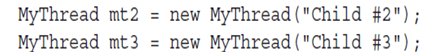 MyThread mt2 = new MyThread("Child #2");
MyThread mt3 = new MyThread("Child #3");